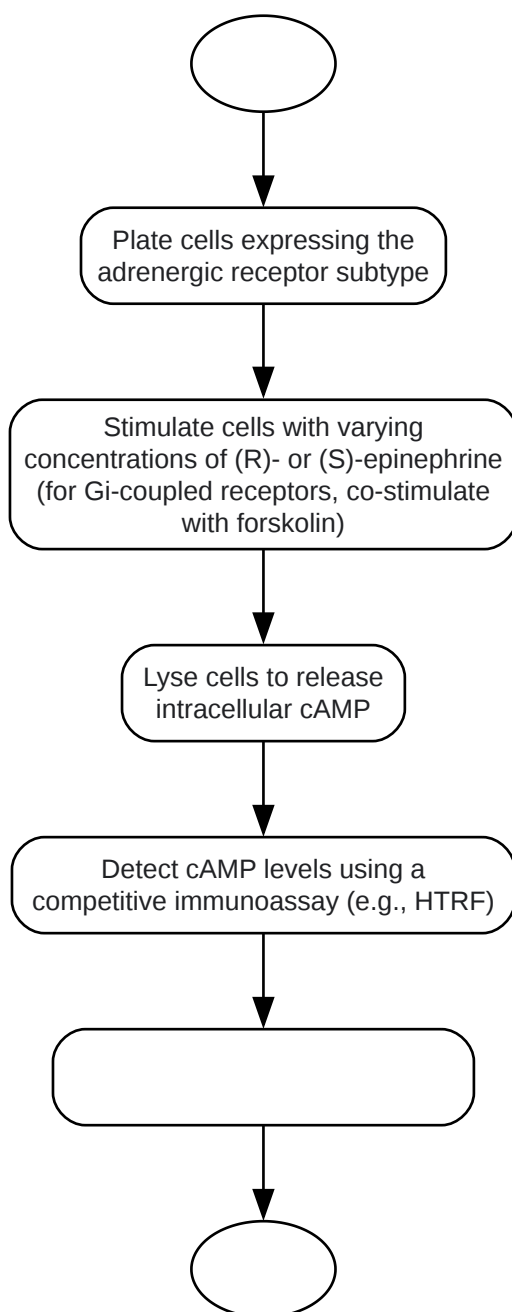 Plate cells expressing the
adrenergic receptor subtype
Stimulate cells with varying
concentrations of (R)- or (S)-epinephrine
(for Gi-coupled receptors, co-stimulate
with forskolin)
Lyse cells to release
intracellular cAMP
Detect cAMP levels using a
competitive immunoassay (e.g., HTRF)